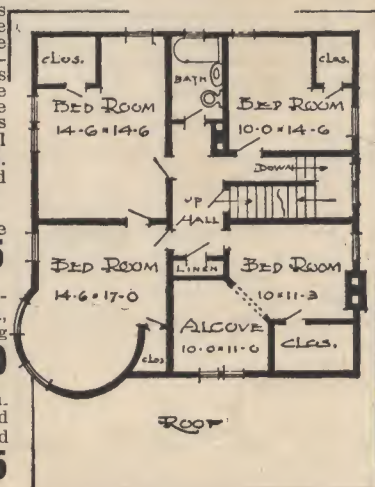 CLOS.
BATH
CLOS.
BED ROOM
14-6 x 14-6
BED ROOM
10-0 x 14-6
DOWN
UP
HALL
BED ROOM
14-6 x 17-0
LINEN
BED ROOM
10 x 11-3
ALCOVE
10-0 x 11-0
CLOS.
CLOS.
ROOF